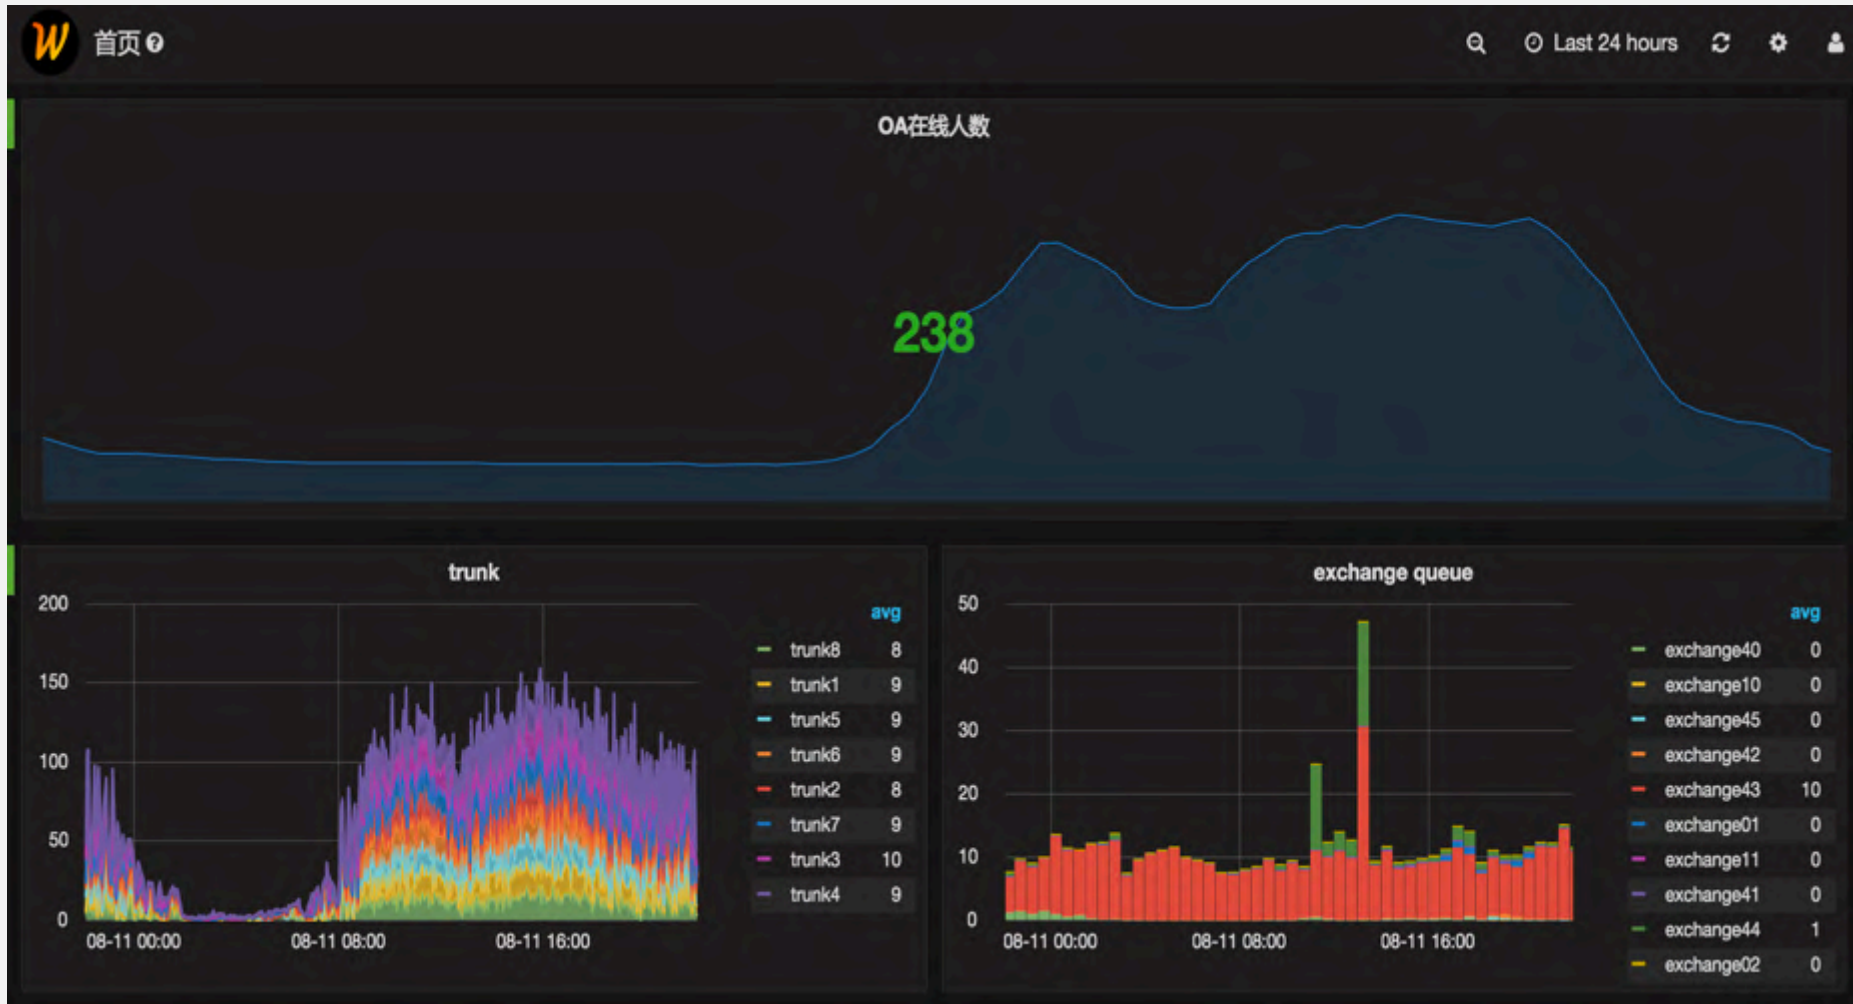 W 首页
Last 24 hours
OA在线人数
238
trunk
200
150
100
50
0
08-11 00:00 08-11 08:00 08-11 16:00
avg
trunk8 8
trunk1 9
trunk5 9
trunk6 9
trunk2 8
trunk7 9
trunk3 10
trunk4 9
exchange queue
50
40
30
20
10
0
08-11 00:00 08-11 08:00 08-11 16:00
avg
exchange40 0
exchange10 0
exchange45 0
exchange42 0
exchange43 10
exchange01 0
exchange11 0
exchange41 0
exchange44 1
exchange02 0